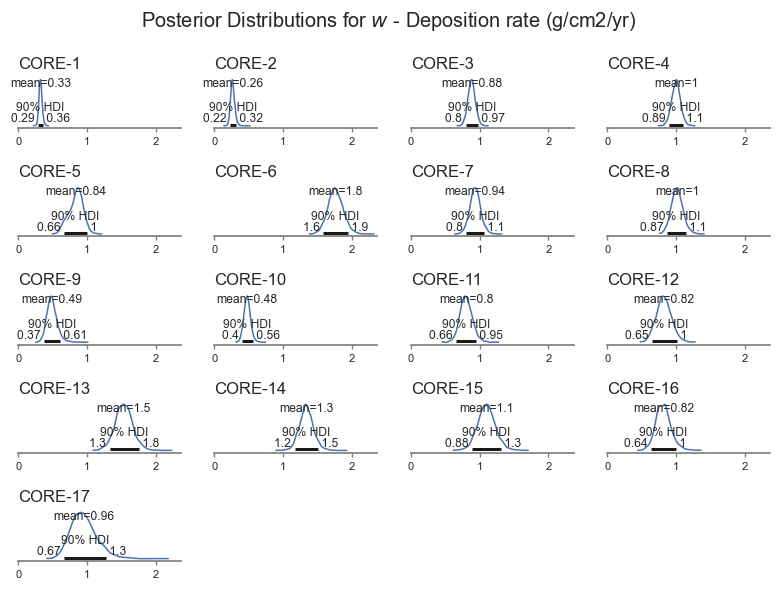 Posterior Distributions for w - Deposition rate (g/cm2/yr)
CORE-1
mean=0.33
90% HDI
0.29 0.36
0 1 2
CORE-2
mean=0.26
90% HDI
0.22 0.32
0 1 2
CORE-3
mean=0.88
90% HDI
0.8 0.97
0 1 2
CORE-4
mean=1
90% HDI
0.89 1.1
0 1 2
CORE-5
mean=0.84
90% HDI
0.66 1
0 1 2
CORE-6
mean=1.8
90% HDI
1.6 1.9
0 1 2
CORE-7
mean=0.94
90% HDI
0.8 1.1
0 1 2
CORE-8
mean=1
90% HDI
0.87 1.1
0 1 2
CORE-9
mean=0.49
90% HDI
0.37 0.61
0 1 2
CORE-10
mean=0.48
90% HDI
0.4 0.56
0 1 2
CORE-11
mean=0.8
90% HDI
0.66 0.95
0 1 2
CORE-12
mean=0.82
90% HDI
0.65 1
0 1 2
CORE-13
mean=1.5
90% HDI
1.3 1.8
0 1 2
CORE-14
mean=1.3
90% HDI
1.2 1.5
0 1 2
CORE-15
mean=1.1
90% HDI
0.88 1.3
0 1 2
CORE-16
mean=0.82
90% HDI
0.64 1
0 1 2
CORE-17
mean=0.96
90% HDI
0.67 1.3
0 1 2